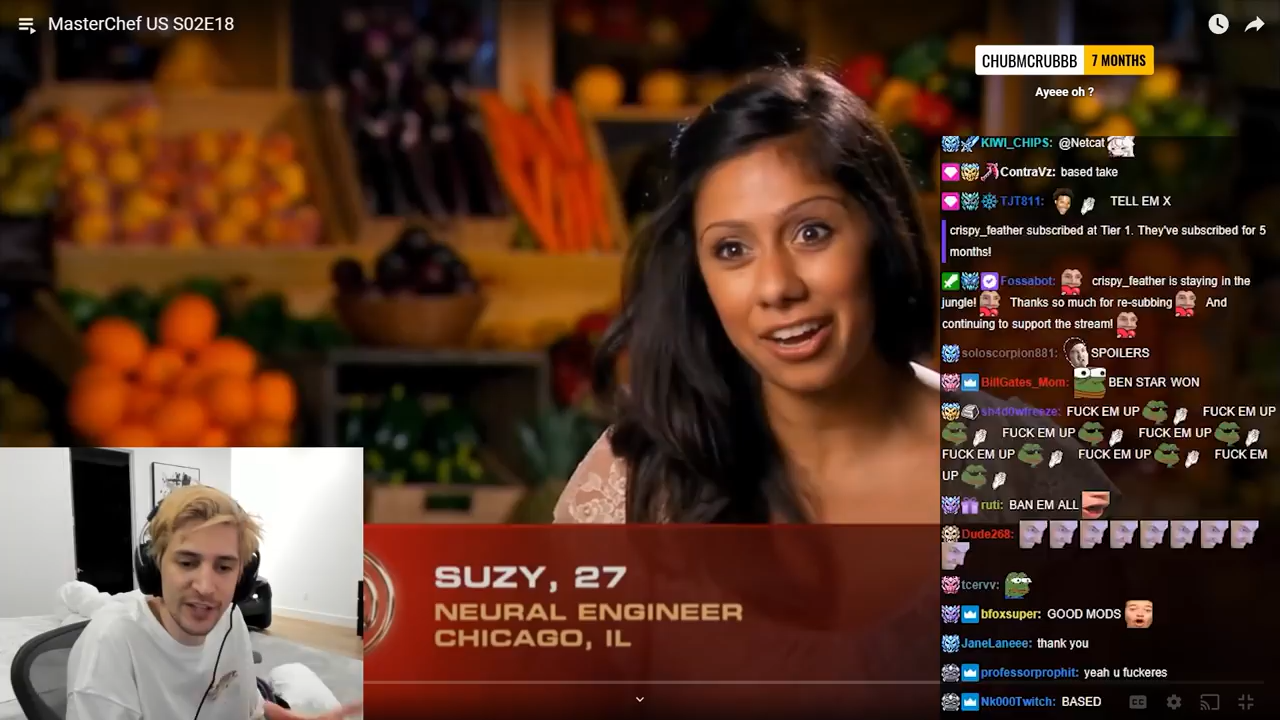 MasterChef US S02E18
CHUBMCRUBBB 7 MONTHS
Ayeee oh ?
KIWI_CHIPS: @Netcat
ContraVz: based take
TJT811: TELL EM X
crispy_feather subscribed at Tier 1. They've subscribed for 5
months!
Fossabot: crispy_feather is staying in the
jungle! Thanks so much for re-subbing And
continuing to support the stream!
soloscorpion881: SPOILERS
BillGates_Mom: BEN STAR WON
sh4d0wfreeze: FUCK EM UP FUCK EM UP
FUCK EM UP FUCK EM UP
FUCK EM UP FUCK EM UP FUCK EM
UP
ruti: BAN EM ALL
Dude268:
tcervv:
bfoxsuper: GOOD MODS
JaneLaneee: thank you
professorprophit: yeah u fuckeres
Nk000Twitch: BASED
CC
SUZY, 27
NEURAL ENGINEER
CHICAGO, IL